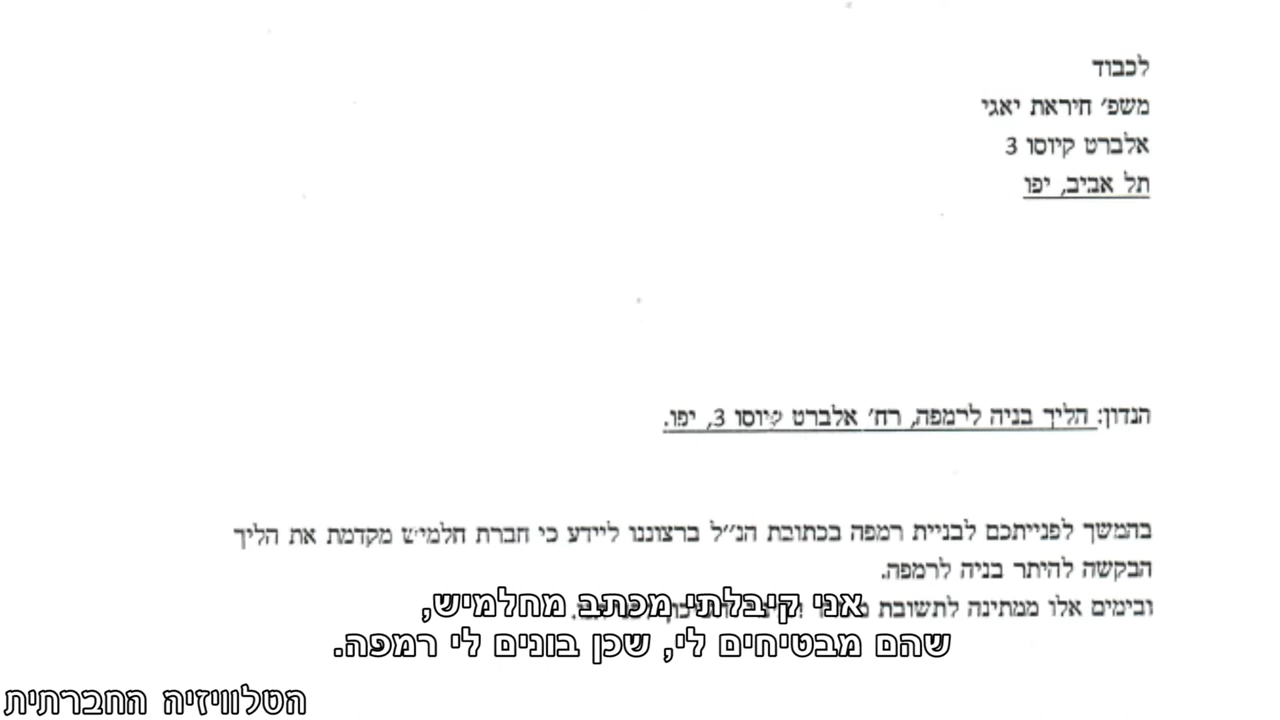 לכבוד
משפ׳ חיראת יאגי
אלברט קיוסו 3
תל אביב, יפו
הנדון: הליך בניה לרמפה, רח׳ אלברט קיוסו 3, יפו.
בהמשך לפנייתכם לבניית רמפה בכתובת הנ״ל ברצוננו ליידע כי חברת חלמיש מקדמת את הליך
הבקשה להיתר בניה לרמפה.
ובימים אלו ממתינה לתשובת
אני קיבלתי מכתב מחלמיש,
שהם מבטיחים לי, שכן בונים לי רמפה.
הטלוויזיה החברתית